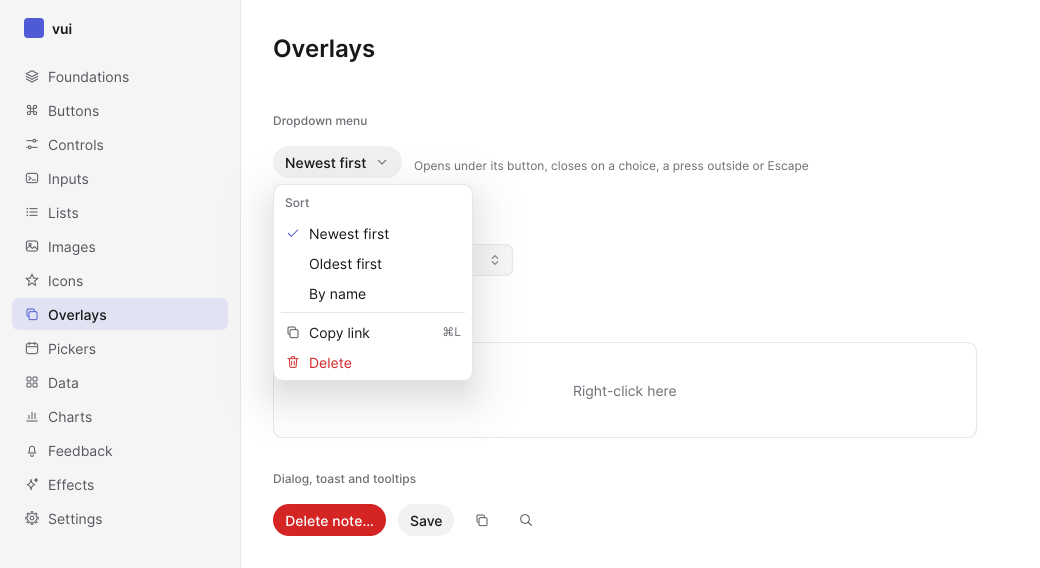 vui
Foundations
Buttons
Controls
Inputs
Lists
Images
Icons
Overlays
Pickers
Data
Charts
Feedback
Effects
Settings
Overlays
Dropdown menu
Newest first
Opens under its button, closes on a choice, a press outside or Escape
Sort
Newest first
Oldest first
By name
Copy link ⌘L
Delete
Right-click here
Dialog, toast and tooltips
Delete note...
Save